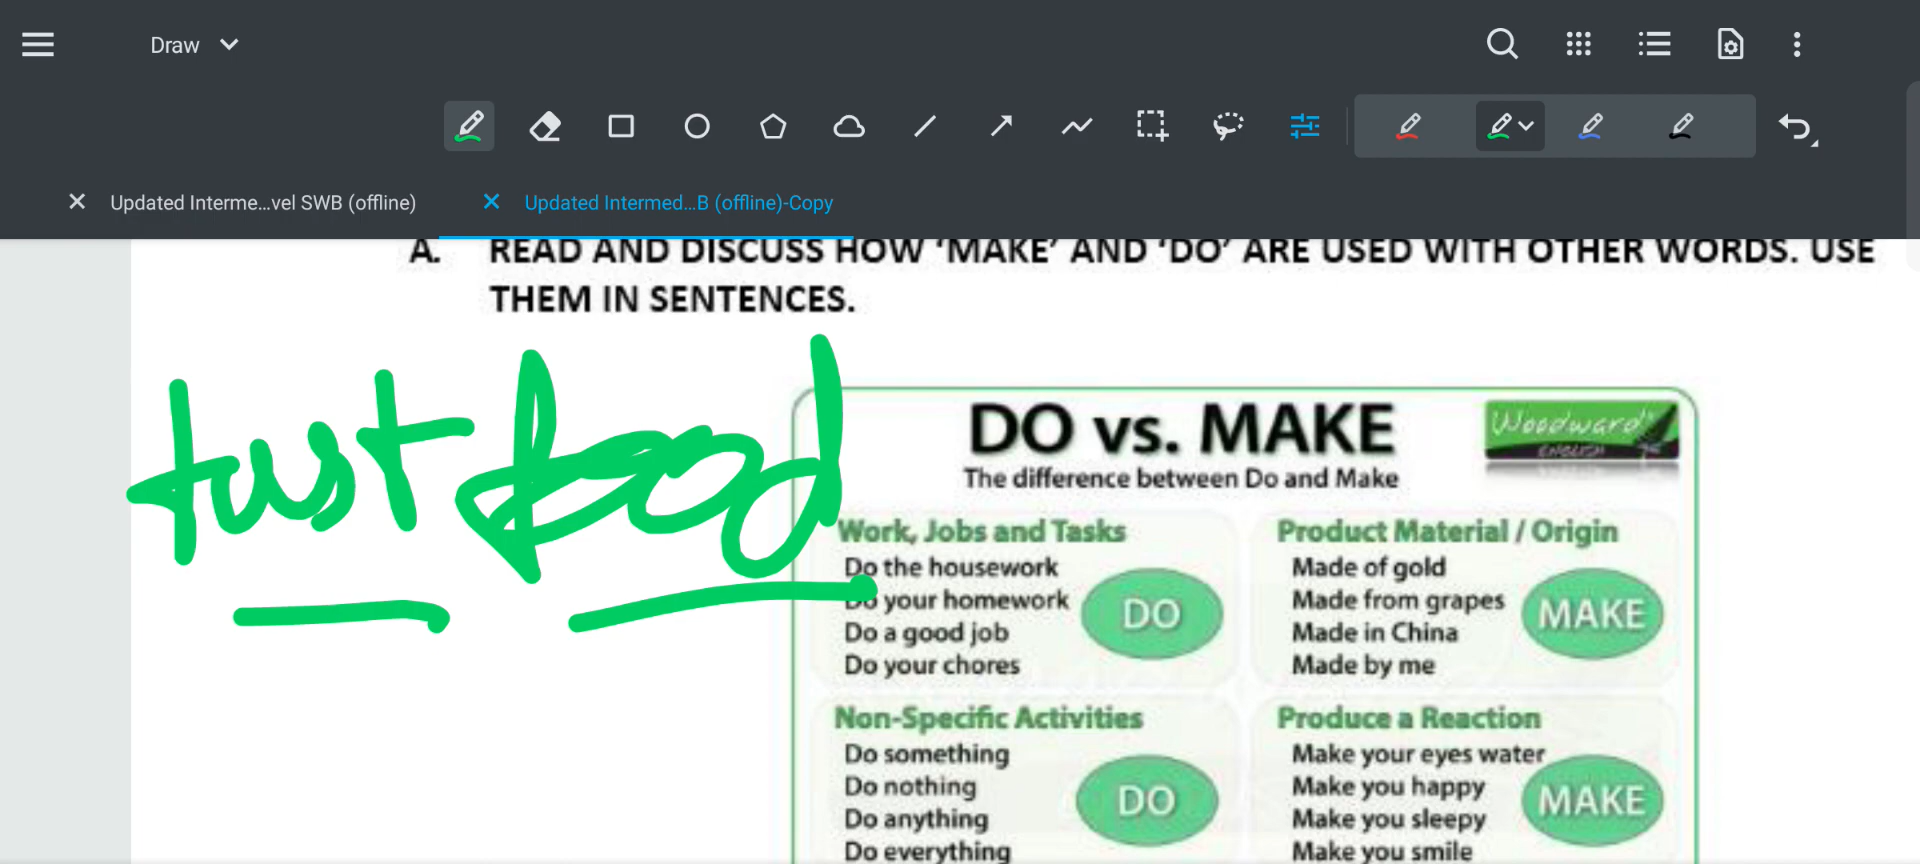 Draw
Updated Interme...vel SWB (offline)
Updated Intermed...B (offline)-Copy
A. READ AND DISCUSS HOW ‘MAKE’ AND ‘DO’ ARE USED WITH OTHER WORDS. USE
THEM IN SENTENCES.
fast food
DO vs. MAKE
Woodward
ENGLISH
The difference between Do and Make
Work, Jobs and Tasks
Do the housework
Do your homework
Do a good job
Do your chores
DO
Product Material / Origin
Made of gold
Made from grapes
Made in China
Made by me
MAKE
Non-Specific Activities
Do something
Do nothing
Do anything
Do everything
DO
Produce a Reaction
Make your eyes water
Make you happy
Make you sleepy
Make you smile
MAKE